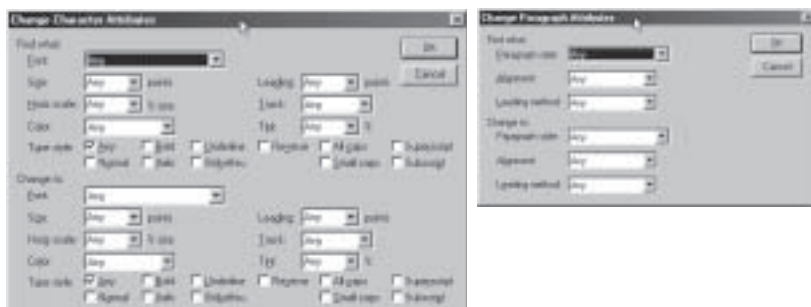 Change Character Attributes
Find what:
Font: Any
Size: Any points Leading: Any points
Horiz scale: Any % size Track: Any
Color: Any Tint: Any %
Type style: Any Bold Underline Reverse All caps Superscript
Normal Italic Strikethru Small caps Subscript
Change to:
Font: Any
Size: Any points Leading: Any points
Horiz scale: Any % size Track: Any
Color: Any Tint: Any %
Type style: Any Bold Underline Reverse All caps Superscript
Normal Italic Strikethru Small caps Subscript
OK
Cancel
Change Paragraph Attributes
Find what:
Paragraph style: Any
Alignment: Any
Leading method: Any
Change to:
Paragraph style: Any
Alignment: Any
Leading method: Any
OK
Cancel